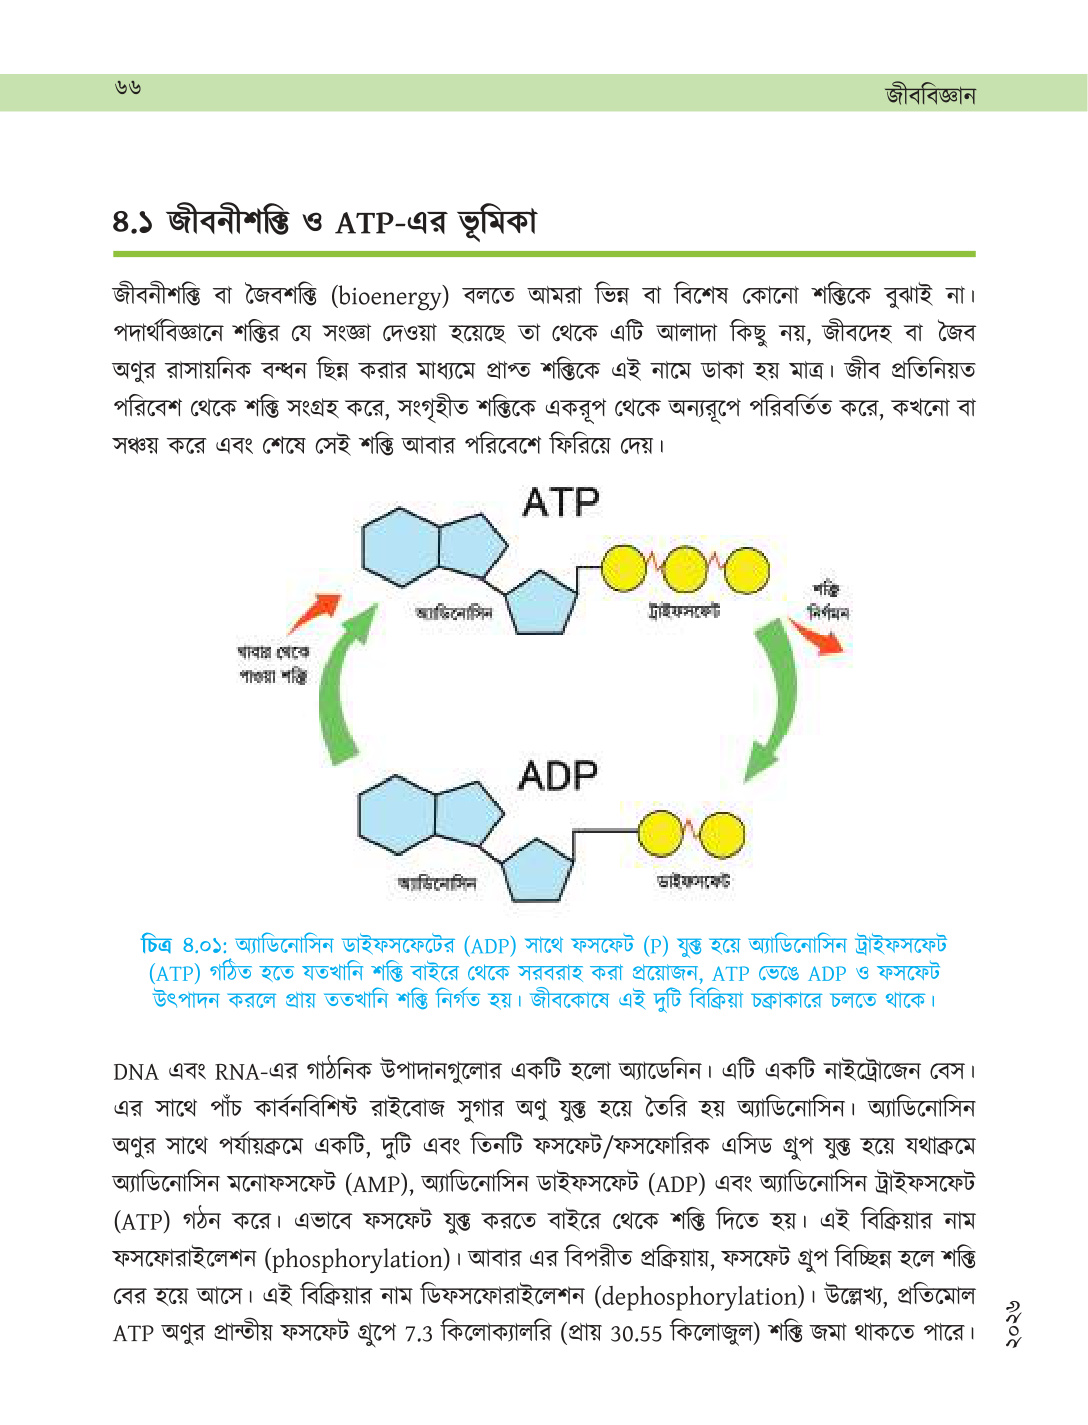 ৬৬
জীববিজ্ঞান
৪.১ জীবনীশক্তি ও ATP-এর ভূমিকা
জীবনীশক্তি বা জৈবশক্তি (bioenergy) বলতে আমরা ভিন্ন বা বিশেষ কোনো শক্তিকে বুঝাই না।
পদার্থবিজ্ঞানে শক্তির যে সংজ্ঞা দেওয়া হয়েছে তা থেকে এটি আলাদা কিছু নয়, জীবদেহ বা জৈব
অণুর রাসায়নিক বন্ধন ছিন্ন করার মাধ্যমে প্রাপ্ত শক্তিকে এই নামে ডাকা হয় মাত্র। জীব প্রতিনিয়ত
পরিবেশ থেকে শক্তি সংগ্রহ করে, সংগৃহীত শক্তিকে একরূপ থেকে অন্যরূপে পরিবর্তিত করে, কখনো বা
সঞ্চয় করে এবং শেষে সেই শক্তি আবার পরিবেশে ফিরিয়ে দেয়।
ATP
অ্যাডিনোসিন
ট্রাইফসফেট
শক্তি
নির্গমন
খাবার থেকে
পাওয়া শক্তি
ADP
অ্যাডিনোসিন
ডাইফসফেট
চিত্র ৪.০১: অ্যাডিনোসিন ডাইফসফেটের (ADP) সাথে ফসফেট (P) যুক্ত হয়ে অ্যাডিনোসিন ট্রাইফসফেট
(ATP) গঠিত হতে যতখানি শক্তি বাইরে থেকে সরবরাহ করা প্রয়োজন, ATP ভেঙে ADP ও ফসফেট
উৎপাদন করলে প্রায় ততখানি শক্তি নির্গত হয়। জীবকোষে এই দুটি বিক্রিয়া চক্রাকারে চলতে থাকে।
DNA এবং RNA-এর গাঠনিক উপাদানগুলোর একটি হলো অ্যাডেনিন। এটি একটি নাইট্রোজেন বেস।
এর সাথে পাঁচ কার্বনবিশিষ্ট রাইবোজ সুগার অণু যুক্ত হয়ে তৈরি হয় অ্যাডিনোসিন। অ্যাডিনোসিন
অণুর সাথে পর্যায়ক্রমে একটি, দুটি এবং তিনটি ফসফেট/ফসফোরিক এসিড গ্রুপ যুক্ত হয়ে যথাক্রমে
অ্যাডিনোসিন মনোফসফেট (AMP), অ্যাডিনোসিন ডাইফসফেট (ADP) এবং অ্যাডিনোসিন ট্রাইফসফেট
(ATP) গঠন করে। এভাবে ফসফেট যুক্ত করতে বাইরে থেকে শক্তি দিতে হয়। এই বিক্রিয়ার নাম
ফসফোরাইলেশন (phosphorylation)। আবার এর বিপরীত প্রক্রিয়ায়, ফসফেট গ্রুপ বিচ্ছিন্ন হলে শক্তি
বের হয়ে আসে। এই বিক্রিয়ার নাম ডিফসফোরাইলেশন (dephosphorylation)। উল্লেখ্য, প্রতিমোল
ATP অণুর প্রান্তীয় ফসফেট গ্রুপে 7.3 কিলোক্যালরি (প্রায় 30.55 কিলোজুল) শক্তি জমা থাকতে পারে।
২০২৬